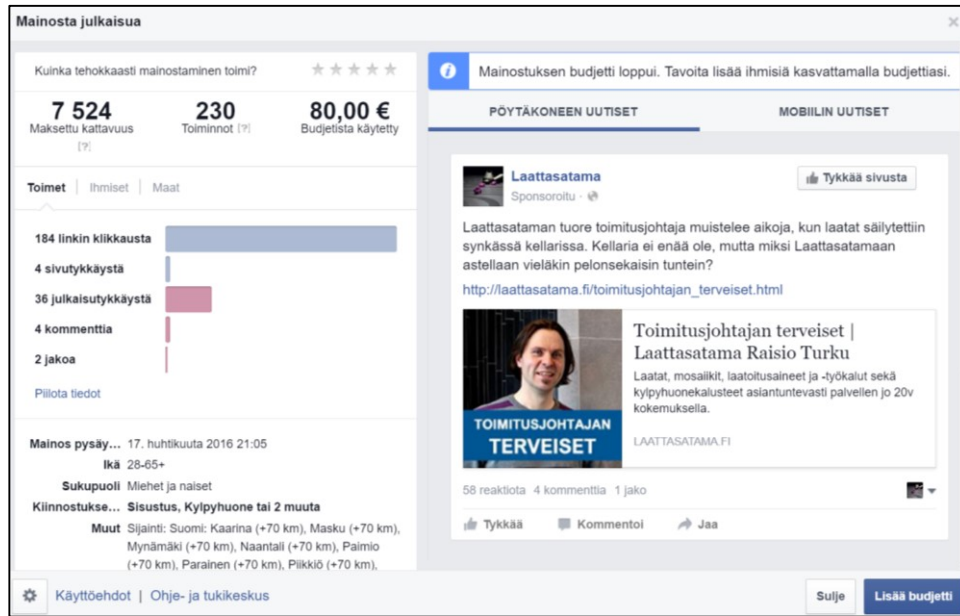 Mainosta julkaisua
Kuinka tehokkaasti mainostaminen toimi?
7 524
Maksettu kattavuus
[?]
230
Toiminnot [?]
80,00 €
Budjetista käytetty
Toimet | Ihmiset | Maat
184 linkin klikkausta
4 sivutykkäystä
36 julkaisutykkäystä
4 kommenttia
2 jakoa
Piilota tiedot
Mainos pysäy... 17. huhtikuuta 2016 21:05
Ikä 28-65+
Sukupuoli Miehet ja naiset
Kiinnostukse... Sisustus, Kylpyhuone tai 2 muuta
Muut Sijainti: Suomi: Kaarina (+70 km), Masku (+70 km),
Mynämäki (+70 km), Naantali (+70 km), Paimio
(+70 km), Parainen (+70 km), Piikkiö (+70 km),
Mainostuksen budjetti loppui. Tavoita lisää ihmisiä kasvattamalla budjettiasi.
PÖYTÄKONEEN UUTISET
MOBIILIN UUTISET
Laattasatama
Sponsoroitu ·
Tykkää sivusta
Laattasataman tuore toimitusjohtaja muistelee aikoja, kun laatat säilytettiin
synkässä kellarissa. Kellaria ei enää ole, mutta miksi Laattasatamaan
astellaan vieläkin pelonsekaisin tuntein?
http://laattasatama.fi/toimitusjohtajan_terveiset.html
TOIMITUSJOHTAJAN
TERVEISET
Toimitusjohtajan terveiset |
Laattasatama Raisio Turku
Laatat, mosaiikit, laatoitusaineet ja -työkalut sekä
kylpyhuonekalusteet asiantuntevasti palvellen jo 20v
kokemuksella.
LAATTASATAMA.FI
58 reaktiota 4 kommenttia 1 jako
Tykkää Kommentoi Jaa
Käyttöehdot | Ohje- ja tukikeskus
Sulje
Lisää budjetti